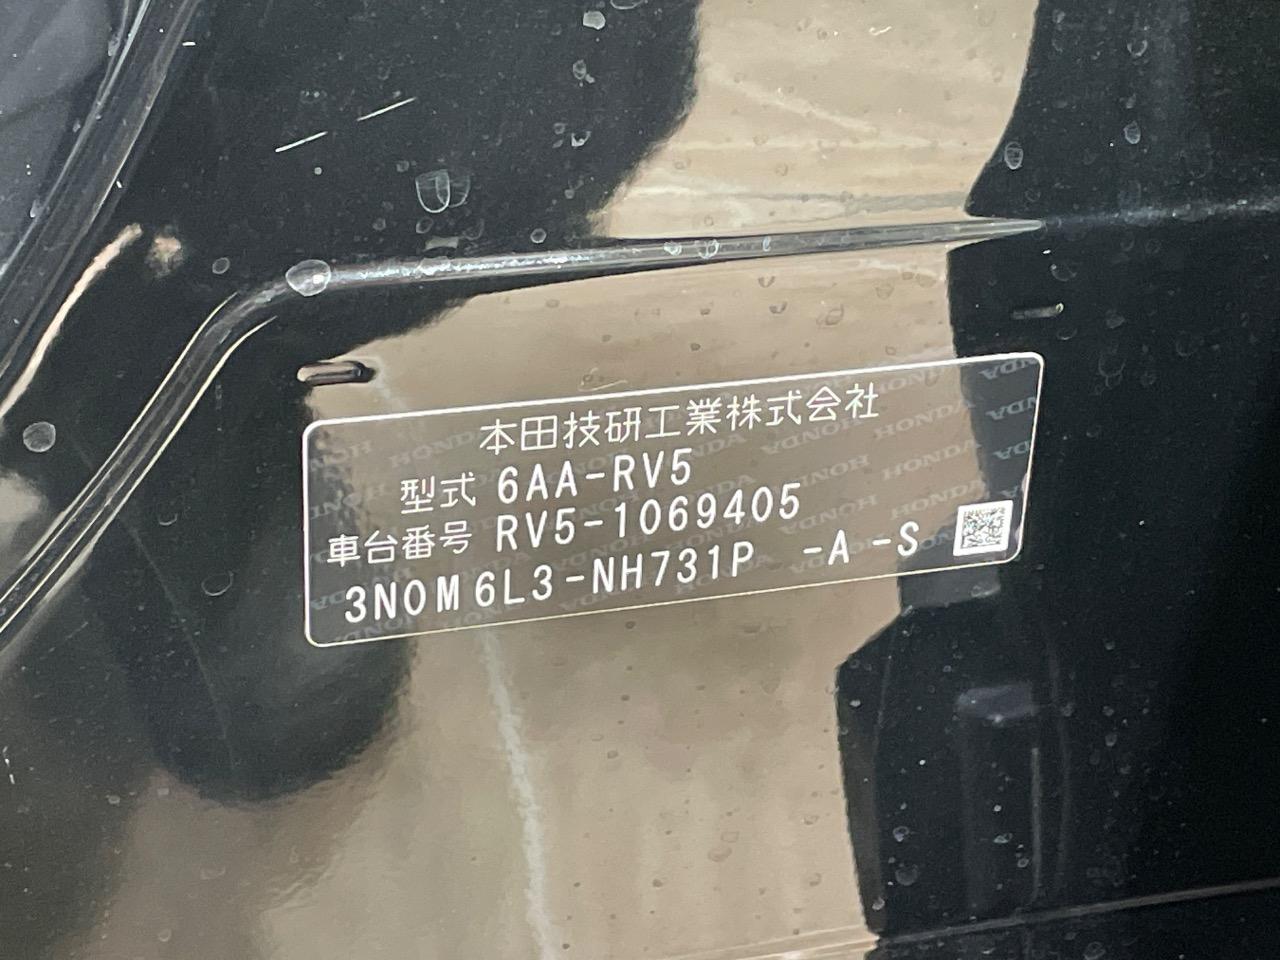 本田技研工業株式会社
型式 6AA-RV5
車台番号 RV5-1069405
3N0M6L3-NH731P -A -S